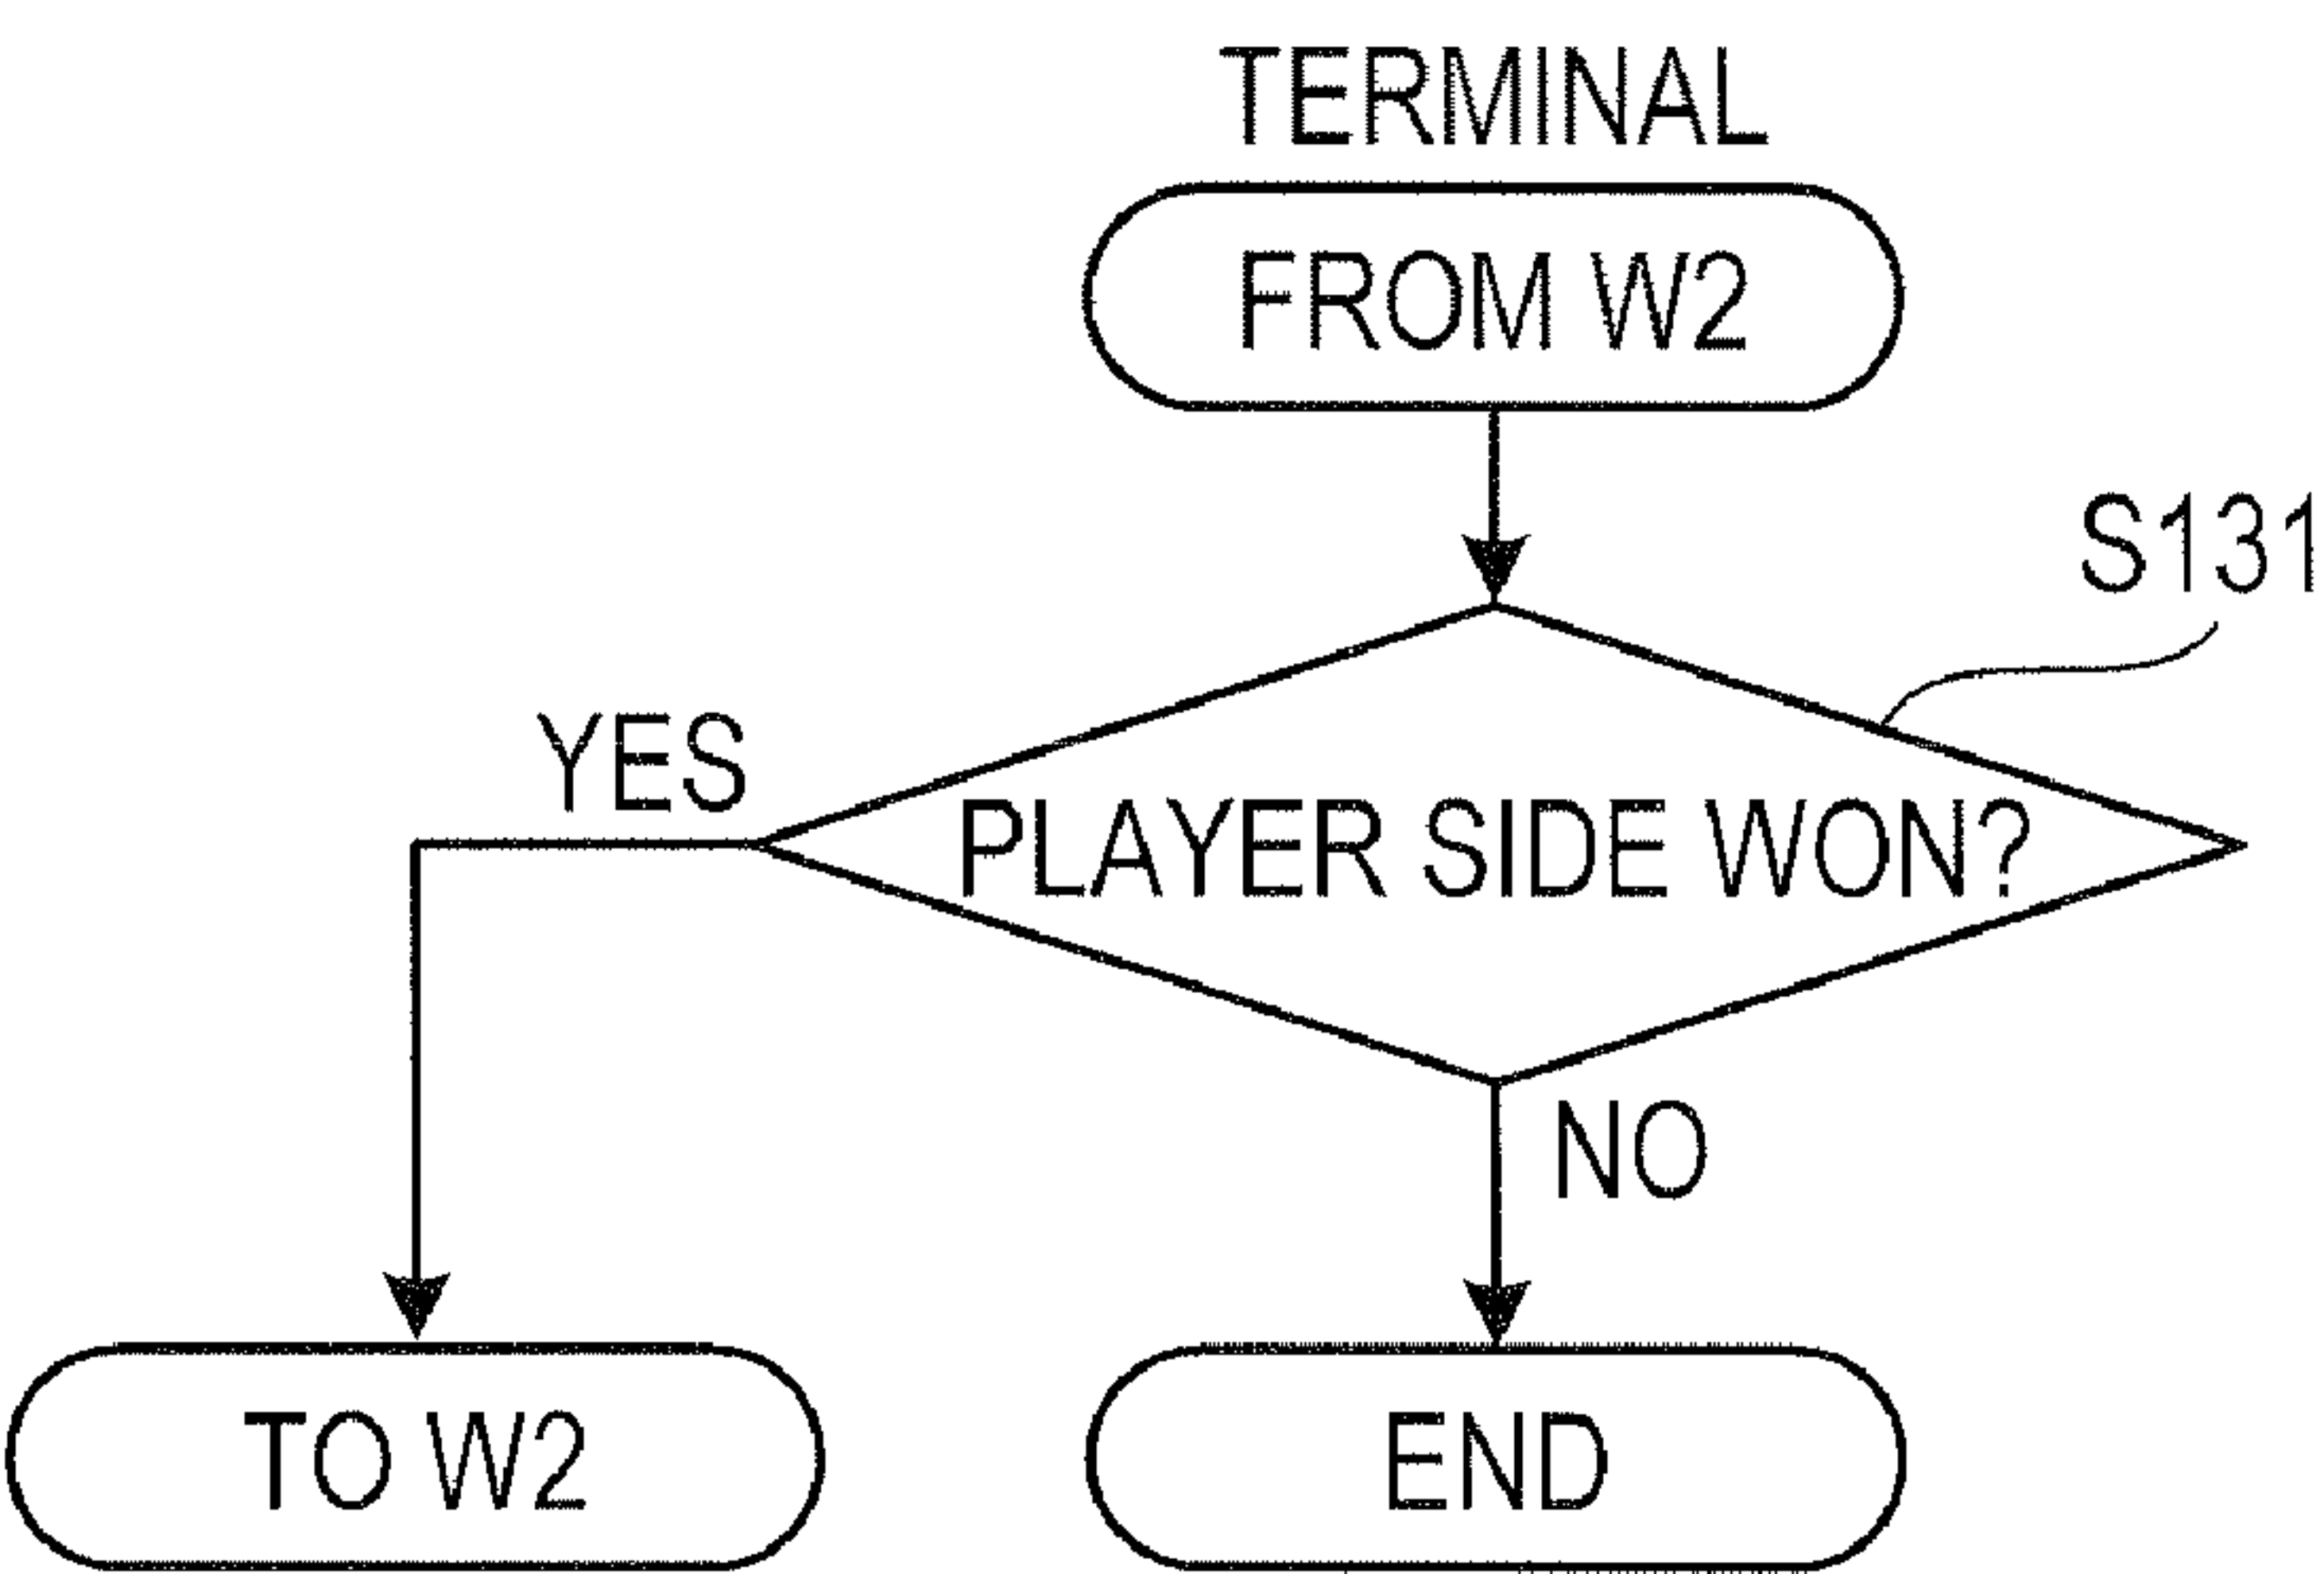 TERMINAL
FROM W2
S131
YES
PLAYER SIDE WON?
NO
TO W2
END